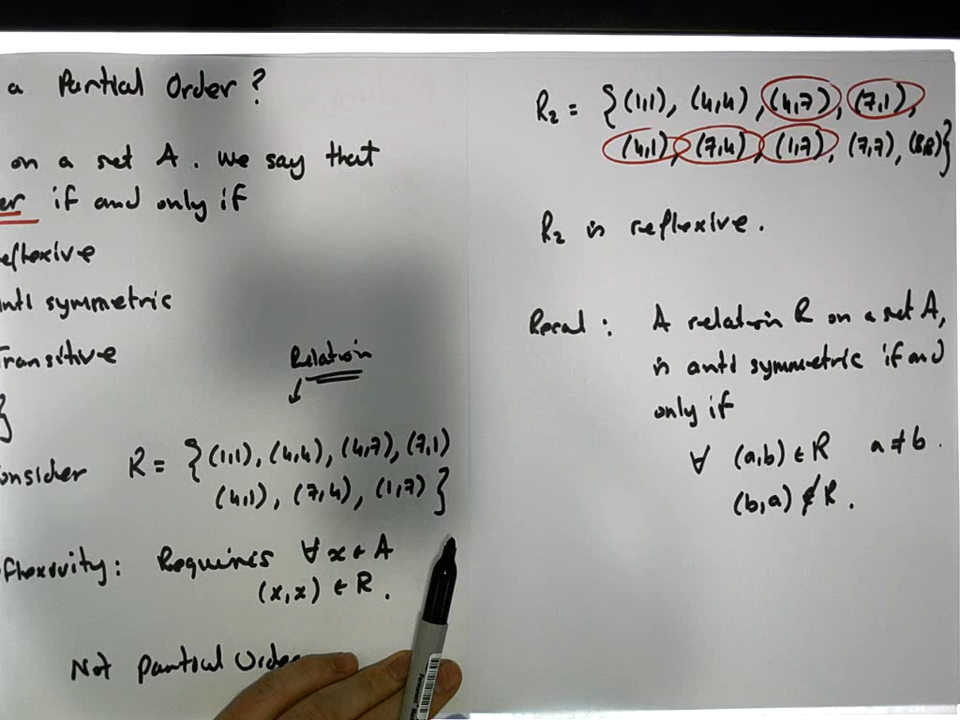 a Partial Order?
on a set A. we say that
er if and only if
eflexive
anti symmetric
Transitive
}
Relation
↓
onsider R = {(1,1), (4,4), (4,7), (7,1)
(4,1), (7,4), (1,7)}
flexivity: Requires ∀ x ∈ A
(x,x) ∈ R.
Not Partial Orde
R₂ = {(1,1), (4,4), (4,7), (7,1),
(4,1), (7,4), (1,7), (7,7), (8,8)}
R₂ is reflexive.
Recal: A relation R on a set A,
is anti symmetric if and
only if
∀ (a,b) ∈ R a ≠ b.
(b,a) ∉ R.